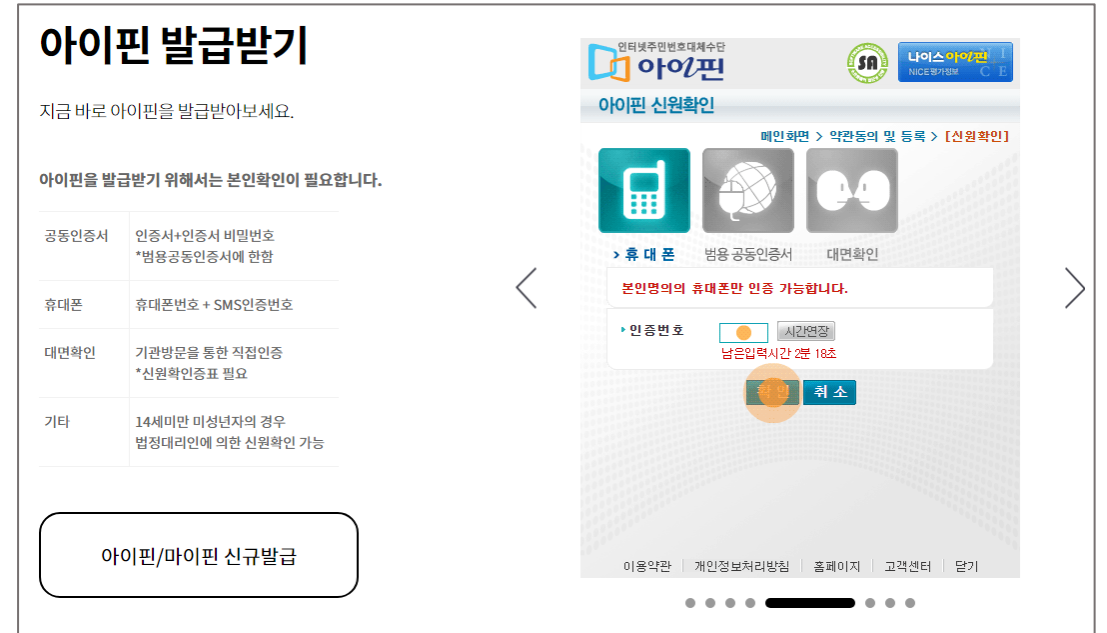 아이핀 발급받기
지금 바로 아이핀을 발급받아보세요.
아이핀을 발급받기 위해서는 본인확인이 필요합니다.
공동인증서
인증서+인증서 비밀번호
*범용공동인증서에 한함
휴대폰
휴대폰번호 + SMS인증번호
대면확인
기관방문을 통한 직접인증
*신원확인증표 필요
기타
14세미만 미성년자의 경우
법정대리인에 의한 신원확인 가능
아이핀/마이핀 신규발급
인터넷주민번호대체수단
아이핀
SA
나이스아이핀
NICE평가정보
NICE
아이핀 신원확인
메인화면 > 약관동의 및 등록 > [신원확인]
> 휴 대 폰
범용 공동인증서
대면확인
본인명의의 휴대폰만 인증 가능합니다.
인증번호
시간연장
남은입력시간 2분 18초
확 인
취 소
이용약관 | 개인정보처리방침 | 홈페이지 | 고객센터 | 닫기